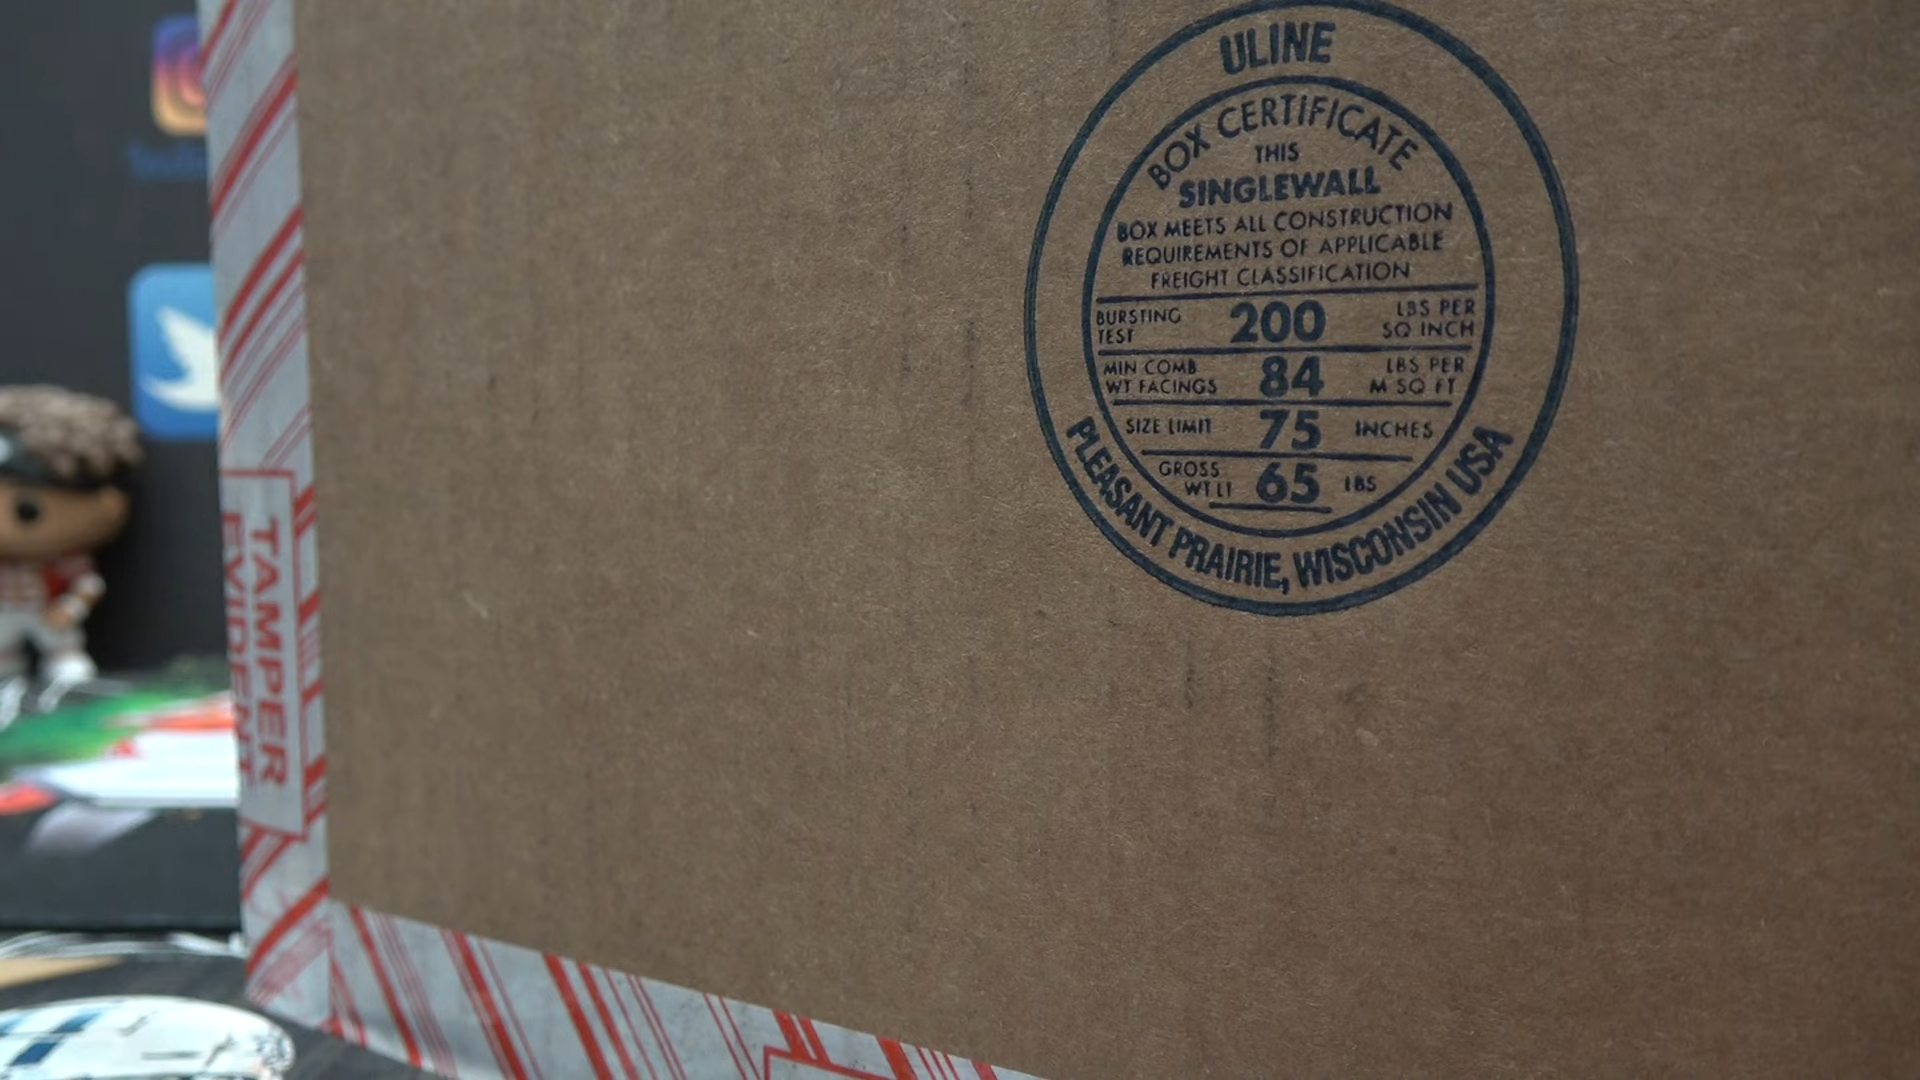 ULINE
BOX CERTIFICATE
THIS
SINGLEWALL
BOX MEETS ALL CONSTRUCTION
REQUIREMENTS OF APPLICABLE
FREIGHT CLASSIFICATION
BURSTING TEST 200 LBS PER SQ INCH
MIN COMB WT FACINGS 84 LBS PER M SQ FT
SIZE LIMIT 75 INCHES
GROSS WT LT 65 LBS
PLEASANT PRAIRIE, WISCONSIN USA
TAMPER
EVIDENT